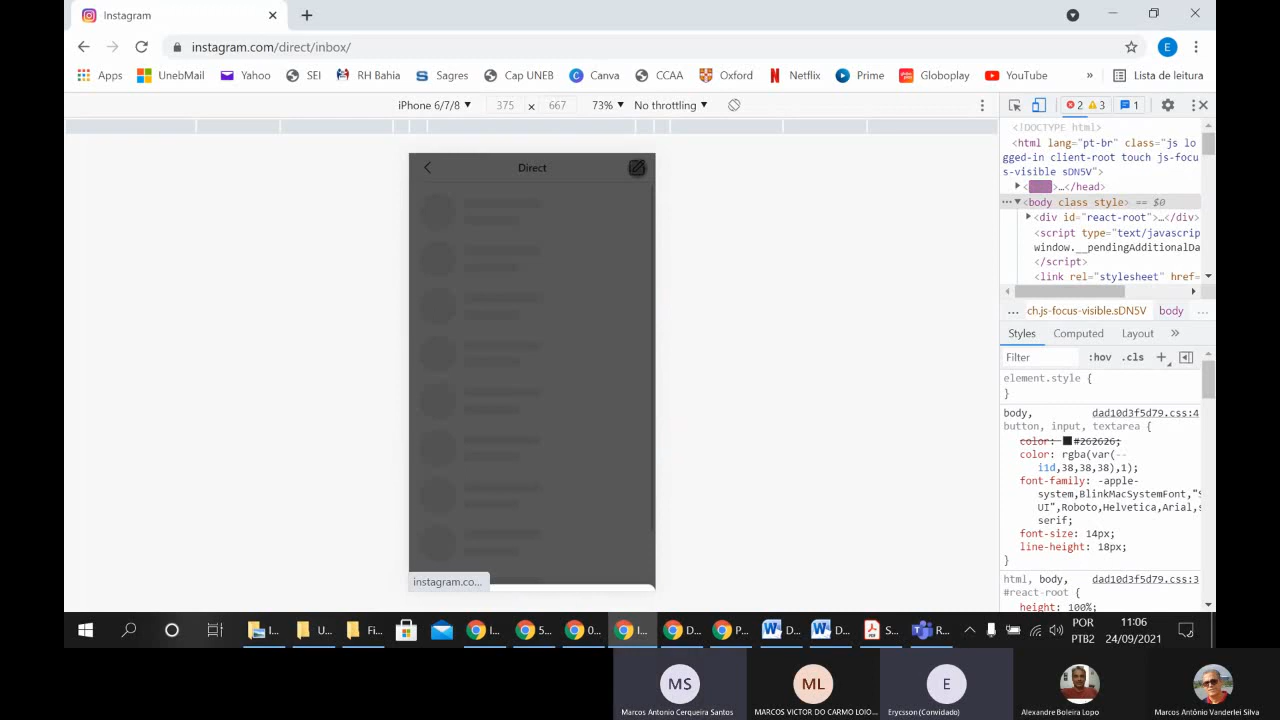 Instagram
instagram.com/direct/inbox/
E
Apps UnebMail Yahoo SEI RH Bahia Sagres Cap UNEB Canva CCAA Oxford Netflix Prime Globoplay YouTube » Lista de leitura
iPhone 6/7/8 375 x 667 73% No throttling
2 3 1
<!DOCTYPE html>
<html lang="pt-br" class="js lo
gged-in client-root touch js-focu
s-visible sDN5V">
…</head>
<body class style> == $0
<div id="react-root">…</div>
<script type="text/javascrip
window.__pendingAdditionalDa
</script>
<link rel="stylesheet" href=
... ch.js-focus-visible.sDN5V body ...
Styles Computed Layout »
Filter :hov .cls +
element.style {
}
body, dad10d3f5d79.css:4
button, input, textarea {
color: #262626;
color: rgba(var(--
i1d,38,38,38),1);
font-family: -apple-
system,BlinkMacSystemFont,"S
UI",Roboto,Helvetica,Arial,s
serif;
font-size: 14px;
line-height: 18px;
}
html, body, dad10d3f5d79.css:3
#react-root {
height: 100%;
Direct
instagram.co...
I... U... Fi... I... 5... 0... I... D... P... D... D... S... R...
POR 11:06
PTB2 24/09/2021
MS ML E
Marcos Antonio Cerqueira Santos MARCOS VICTOR DO CARMO LOIO... Erycsson (Convidado) Alexandre Boleira Lopo Marcos Antônio Vanderlei Silva